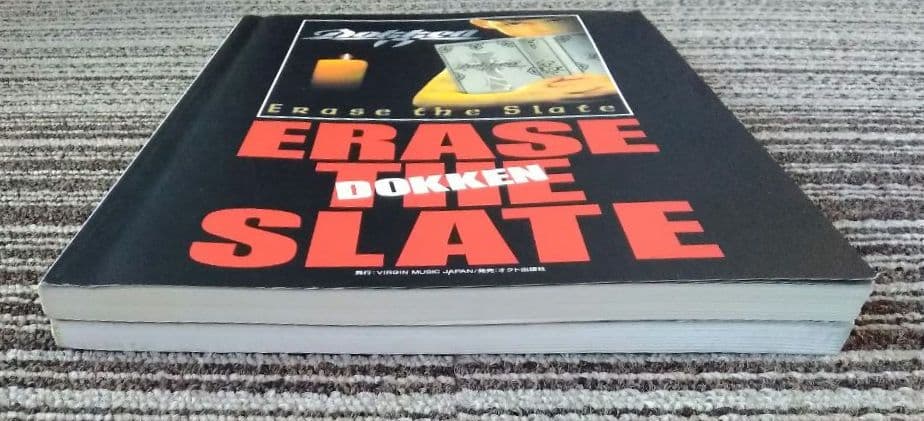 Dokken
Erase the Slate
ERASE
THE
DOKKEN
SLATE
発行:VIRGIN MUSIC JAPAN/発売:オクト出版社